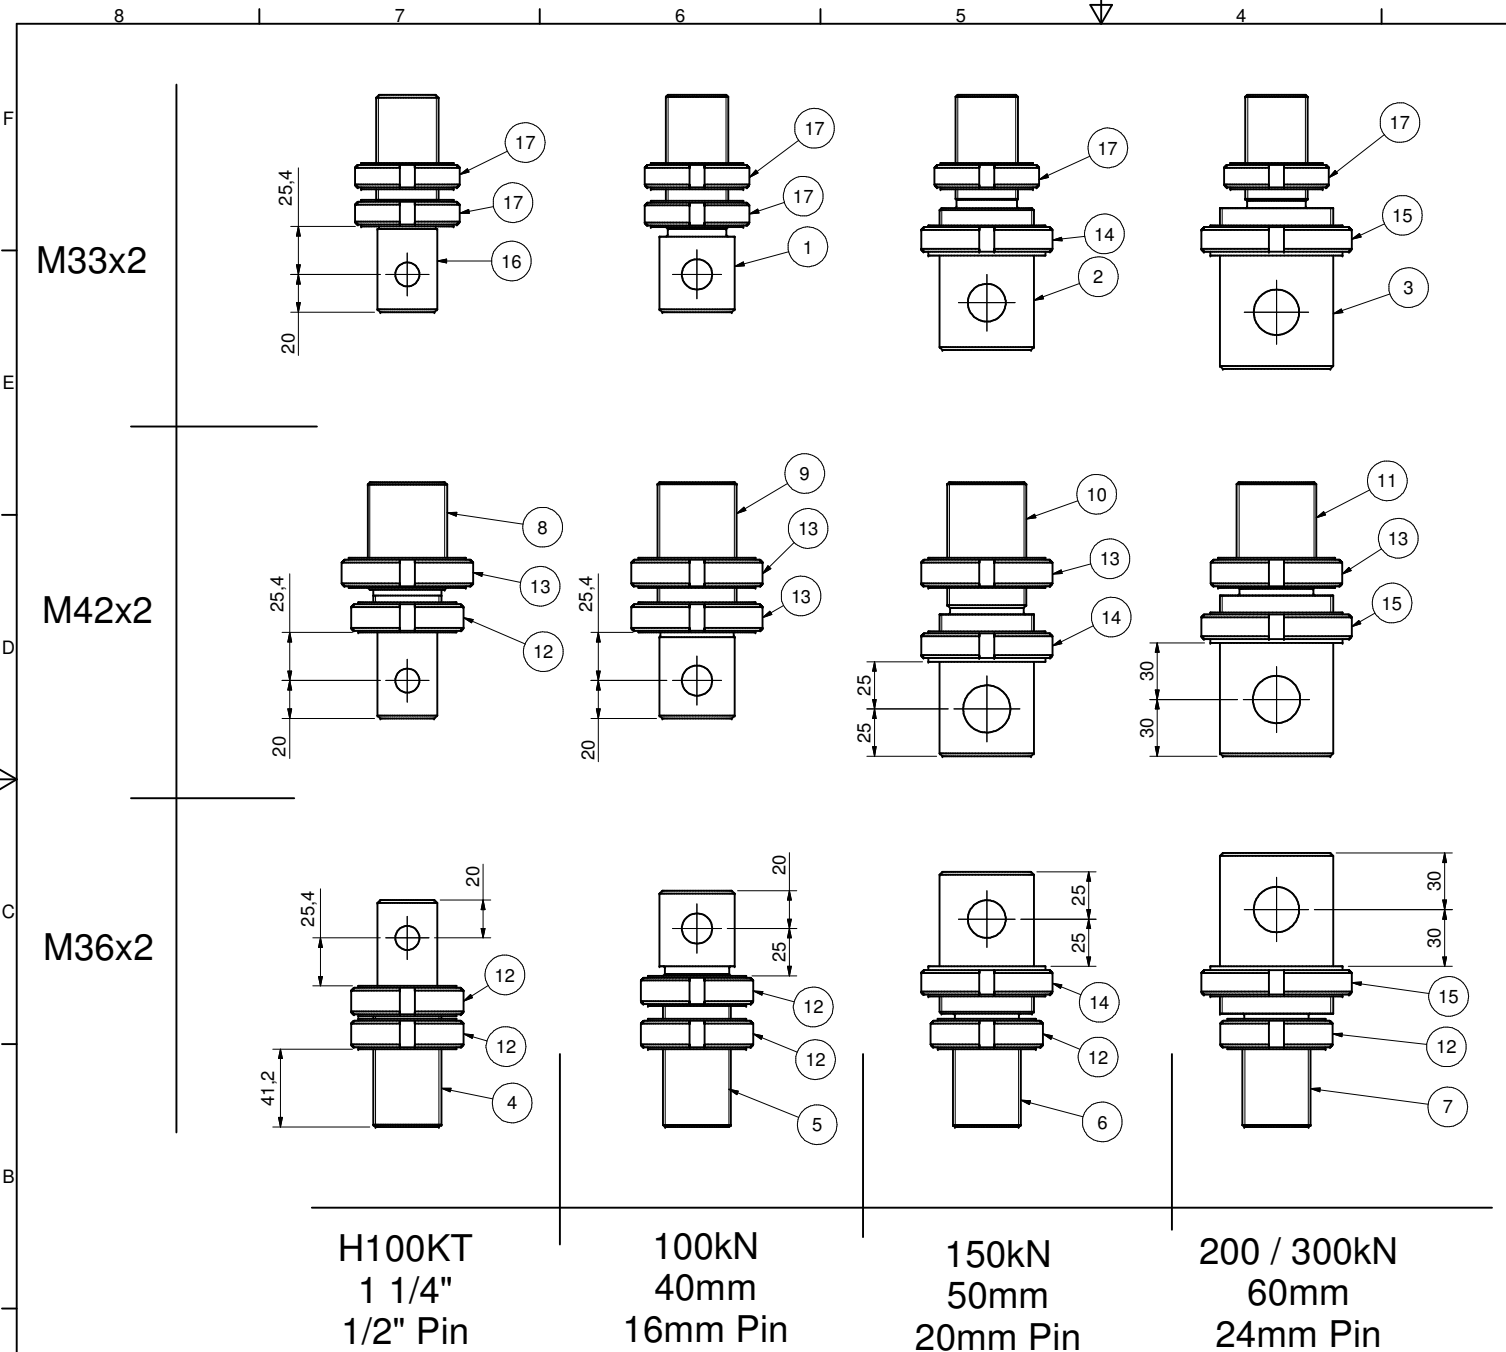 8 7 6 5 4
F
17 17 17 17
25,4 17 17 14 15
M33x2 16 1 2 3
20
E
9 10 11
8 13 13 13
25,4 13 25,4 13 14 15
M42x2 12
D
25 30
20 20 25 30
20 20 25 30
C
25,4 25 25 30
M36x2 12 12 14 15
12 12 12 12
41,2 4 5 6 7
B
H100KT 100kN 150kN 200 / 300kN
1 1/4" 40mm 50mm 60mm
1/2" Pin 16mm Pin 20mm Pin 24mm Pin